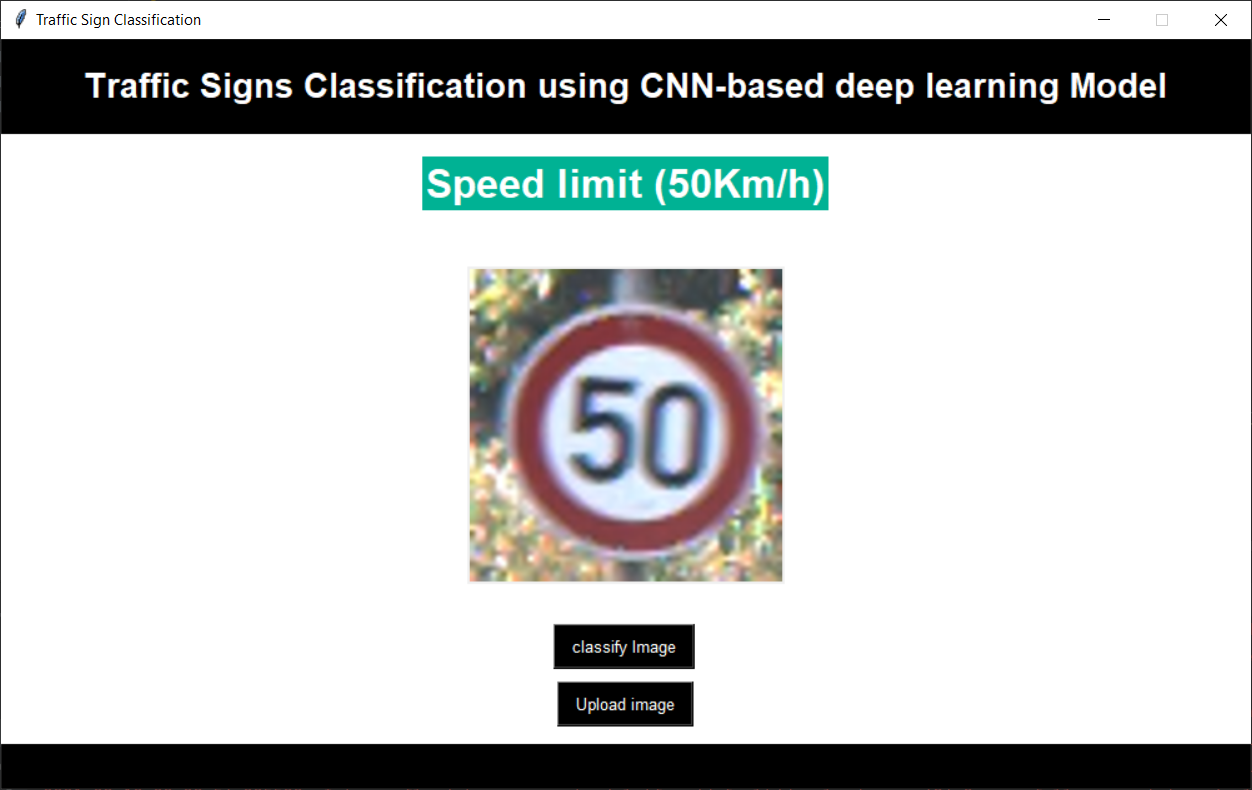 Traffic Sign Classification
Traffic Signs Classification using CNN-based deep learning Model
Speed limit (50Km/h)
50
classify Image
Upload image